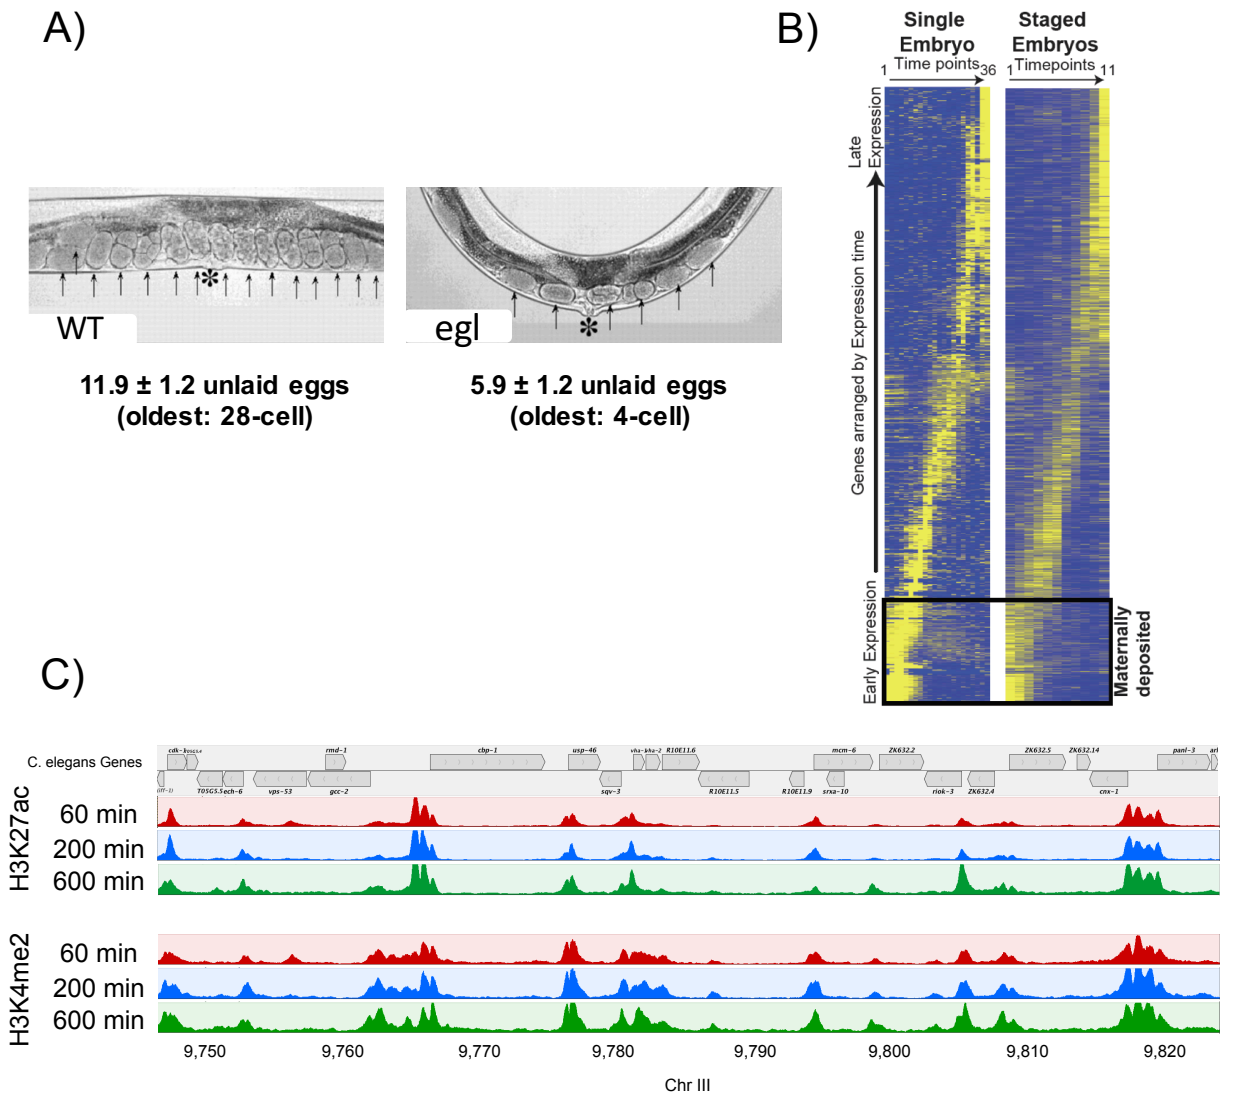 A)
B)
Single
Embryo
Time points
1
36
Staged
Embryos
Timepoints
1
11
Late
Expression
Genes arranged by Expression time
Early Expression
Maternally
deposited
WT
egl
*
*
11.9 ± 1.2 unlaid eggs
(oldest: 28-cell)
5.9 ± 1.2 unlaid eggs
(oldest: 4-cell)
C)
C. elegans Genes
rmd-1
cbp-1
usp-46
R10E11.6
mcm-6
ZK632.2
ZK632.5
ZK632.14
panl-3
T05G5.5
ech-6
vps-53
gcc-2
sqv-3
R10E11.5
R10E11.9
srxa-10
riok-3
ZK632.4
cnx-1
H3K27ac
60 min
200 min
600 min
H3K4me2
60 min
200 min
600 min
9,750
9,760
9,770
9,780
9,790
9,800
9,810
9,820
Chr III